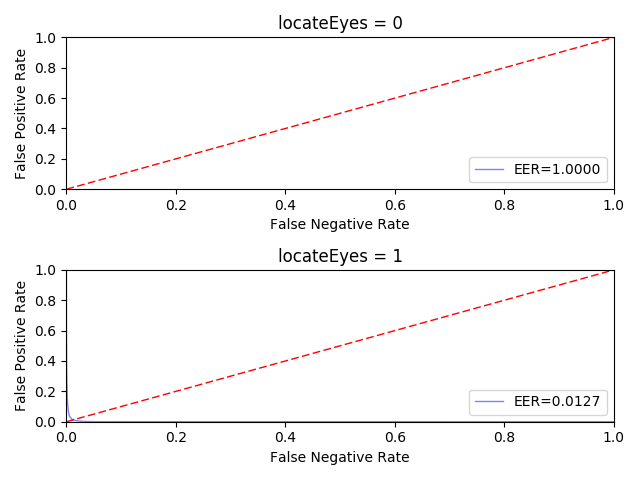 locateEyes = 0
1.0
0.8
0.6
0.4
0.2
0.0
False Positive Rate
EER=1.0000
0.0 0.2 0.4 0.6 0.8 1.0
False Negative Rate
locateEyes = 1
1.0
0.8
0.6
0.4
0.2
0.0
False Positive Rate
EER=0.0127
0.0 0.2 0.4 0.6 0.8 1.0
False Negative Rate